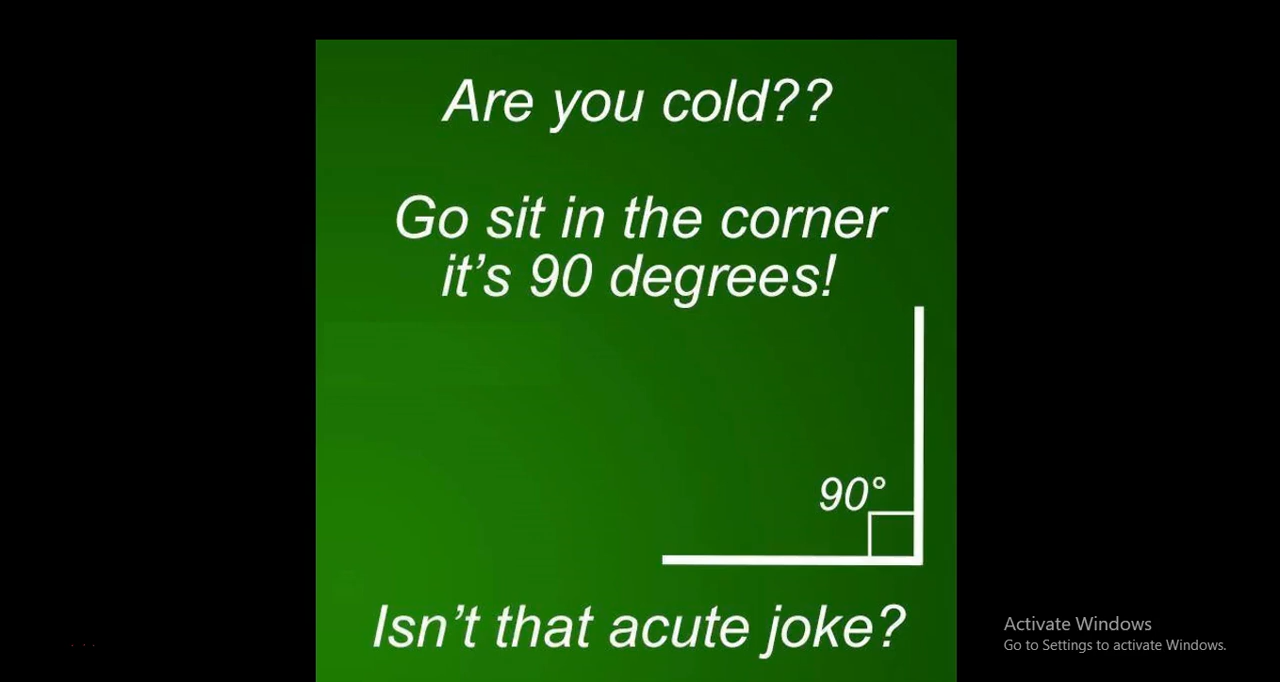 Are you cold??
Go sit in the corner
it’s 90 degrees!
90°
Isn’t that acute joke?
Activate Windows
Go to Settings to activate Windows.